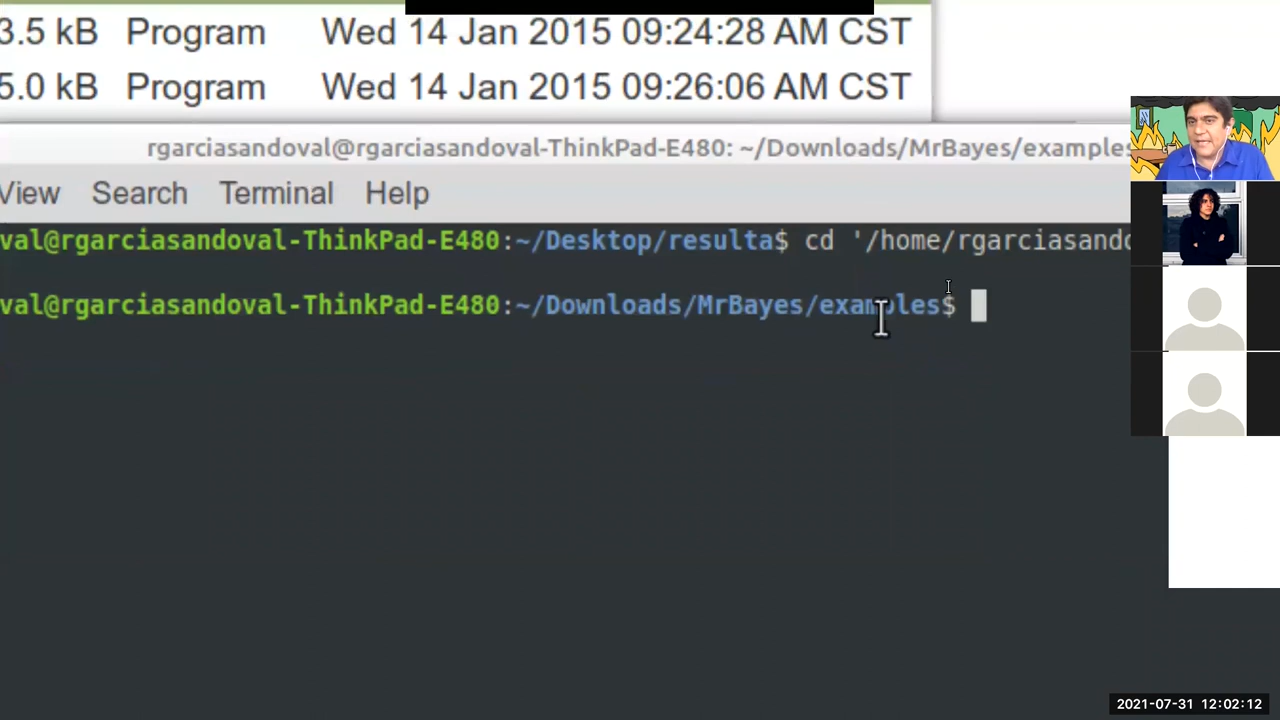 3.5 kB Program Wed 14 Jan 2015 09:24:28 AM CST
5.0 kB Program Wed 14 Jan 2015 09:26:06 AM CST
rgarciasandoval@rgarciasandoval-ThinkPad-E480: ~/Downloads/MrBayes/examples
View Search Terminal Help
val@rgarciasandoval-ThinkPad-E480:~/Desktop/resulta$ cd '/home/rgarciasando
val@rgarciasandoval-ThinkPad-E480:~/Downloads/MrBayes/examples$
2021-07-31 12:02:12